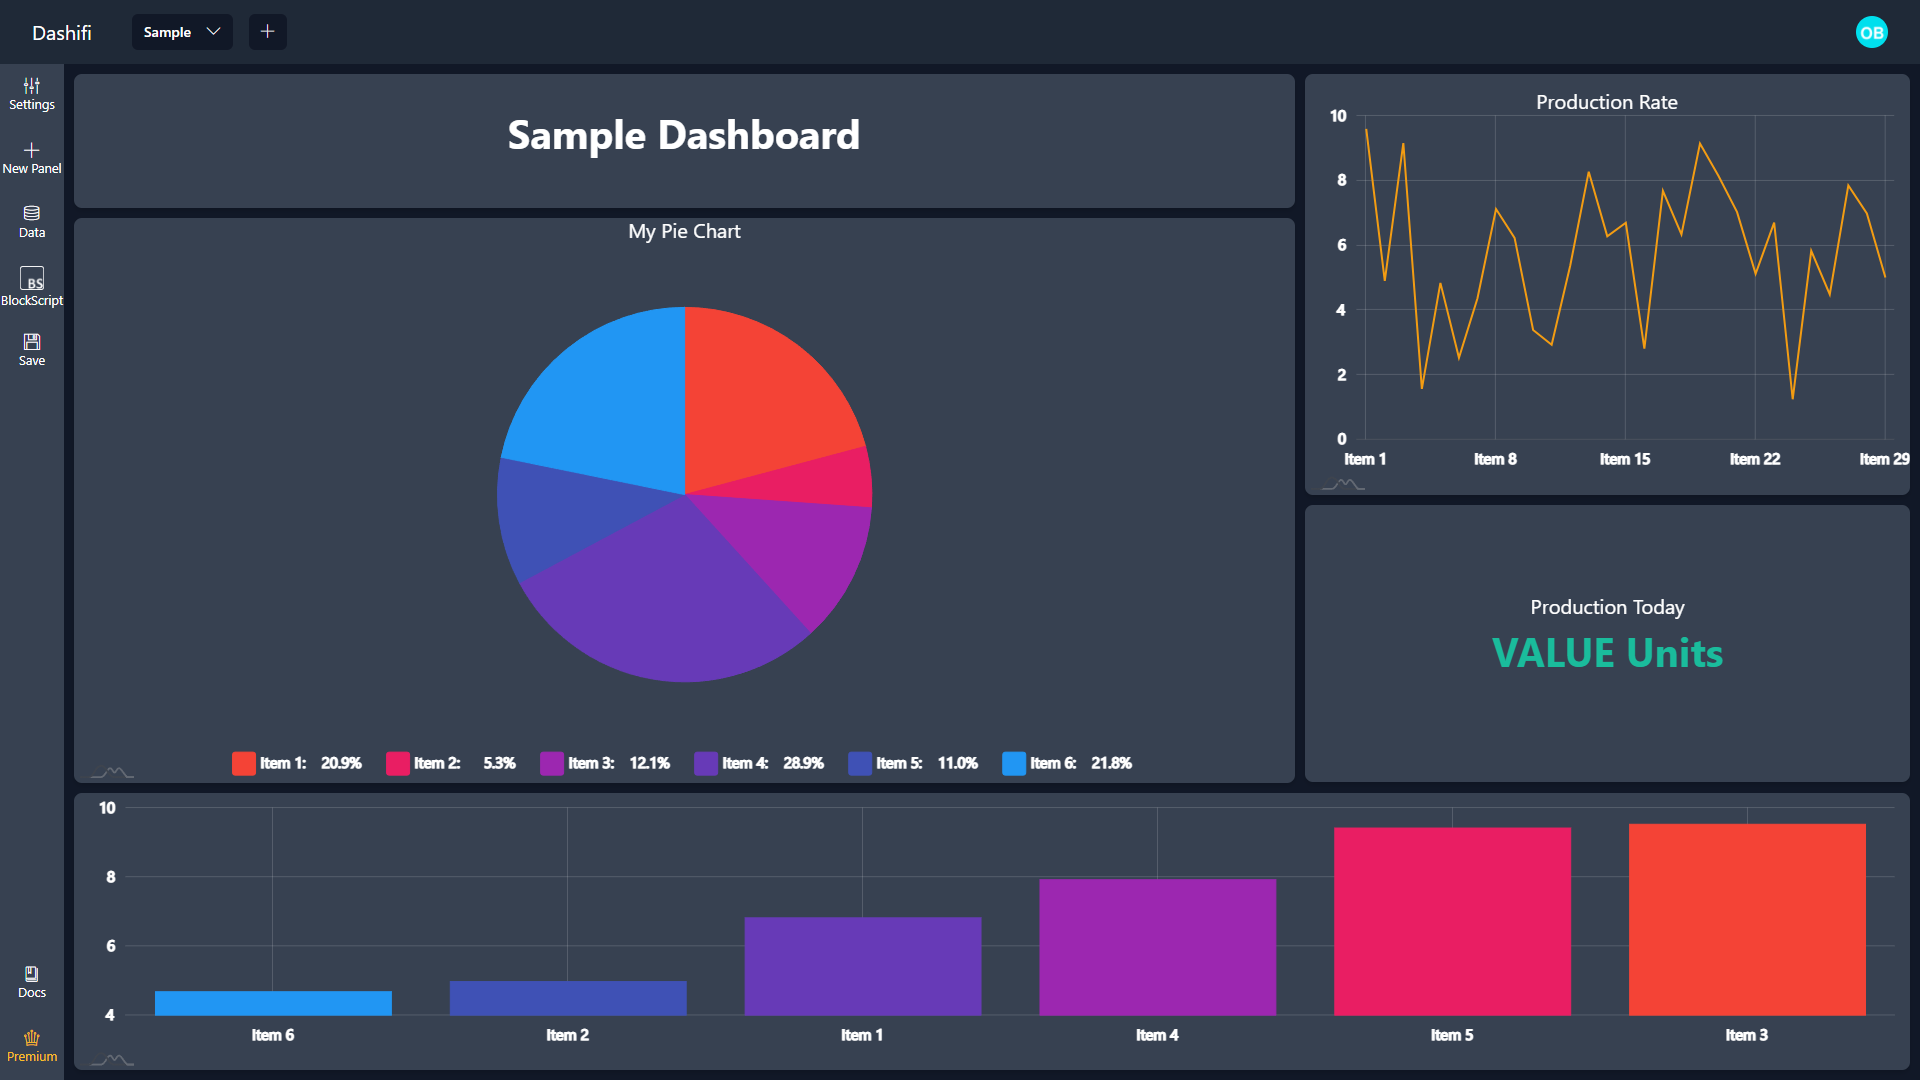 Dashifi
Sample
OB
Settings
New Panel
Data
BS
BlockScript
Save
Docs
Premium
Sample Dashboard
My Pie Chart
Item 1: 20.9% Item 2: 5.3% Item 3: 12.1% Item 4: 28.9% Item 5: 11.0% Item 6: 21.8%
Production Rate
10
8
6
4
2
0
Item 1 Item 8 Item 15 Item 22 Item 29
Production Today
VALUE Units
10
8
6
4
Item 6 Item 2 Item 1 Item 4 Item 5 Item 3